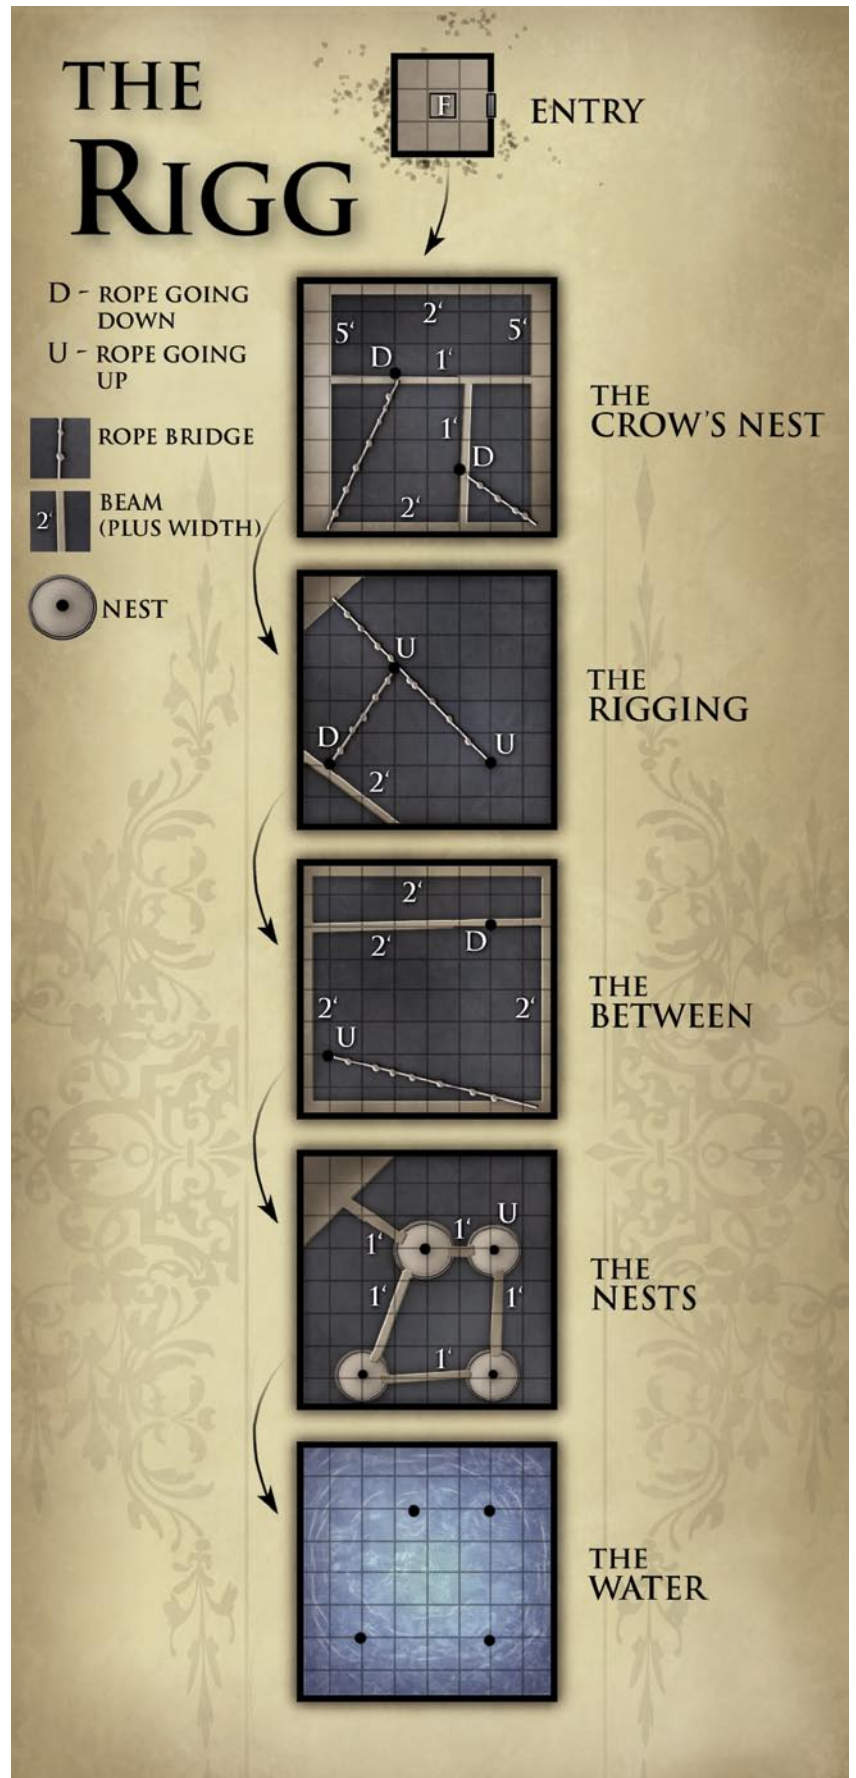 THE
RIGG
F
ENTRY
D - ROPE GOING
DOWN
U - ROPE GOING
UP
ROPE BRIDGE
2'
BEAM
(PLUS WIDTH)
NEST
2'
5'
5'
D
1'
1'
D
2'
THE
CROW'S NEST
U
D
U
2'
THE
RIGGING
2'
2'
D
2'
2'
U
THE
BETWEEN
U
1'
1'
1'
1'
1'
THE
NESTS
THE
WATER